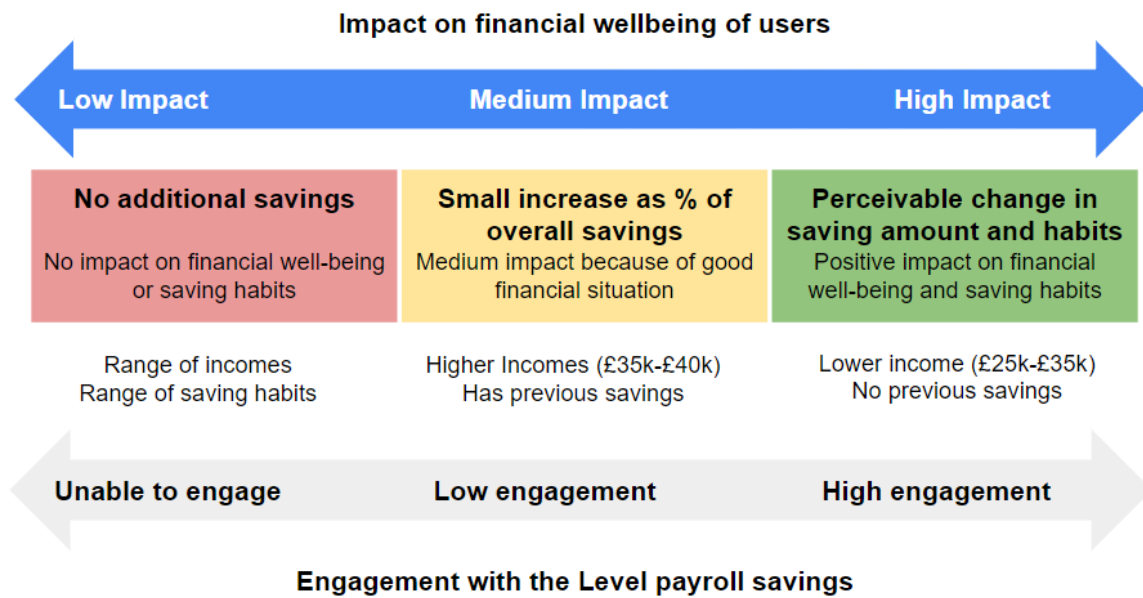 Impact on financial wellbeing of users
Low Impact
Medium Impact
High Impact
No additional savings
No impact on financial well-being
or saving habits
Small increase as % of
overall savings
Medium impact because of good
financial situation
Perceivable change in
saving amount and habits
Positive impact on financial
well-being and saving habits
Range of incomes
Range of saving habits
Higher Incomes (£35k-£40k)
Has previous savings
Lower income (£25k-£35k)
No previous savings
Unable to engage
Low engagement
High engagement
Engagement with the Level payroll savings